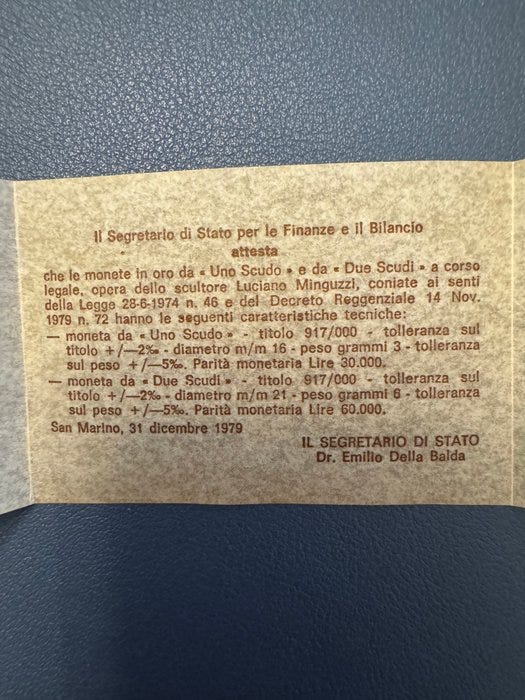 Il Segretario di Stato per le Finanze e il Bilancio
attesta
che le monete in oro da « Uno Scudo » e da « Due Scudi » a corso
legale, opera dello scultore Luciano Minguzzi, coniate ai senti
della Legge 28-6-1974 n. 46 e del Decreto Reggenziale 14 Nov.
1979 n. 72 hanno le seguenti caratteristiche tecniche:
— moneta da « Uno Scudo » - titolo 917/000 - tolleranza sul
titolo +/—2‰ - diametro m/m 16 - peso grammi 3 - tolleranza
sul peso +/—5‰. Parità monetaria Lire 30.000.
— moneta da « Due Scudi » - titolo 917/000 - tolleranza sul
titolo +/—2‰ - diametro m/m 21 - peso grammi 6 - tolleranza
sul peso +/—5‰. Parità monetaria Lire 60.000.
San Marino, 31 dicembre 1979
IL SEGRETARIO DI STATO
Dr. Emilio Della Balda